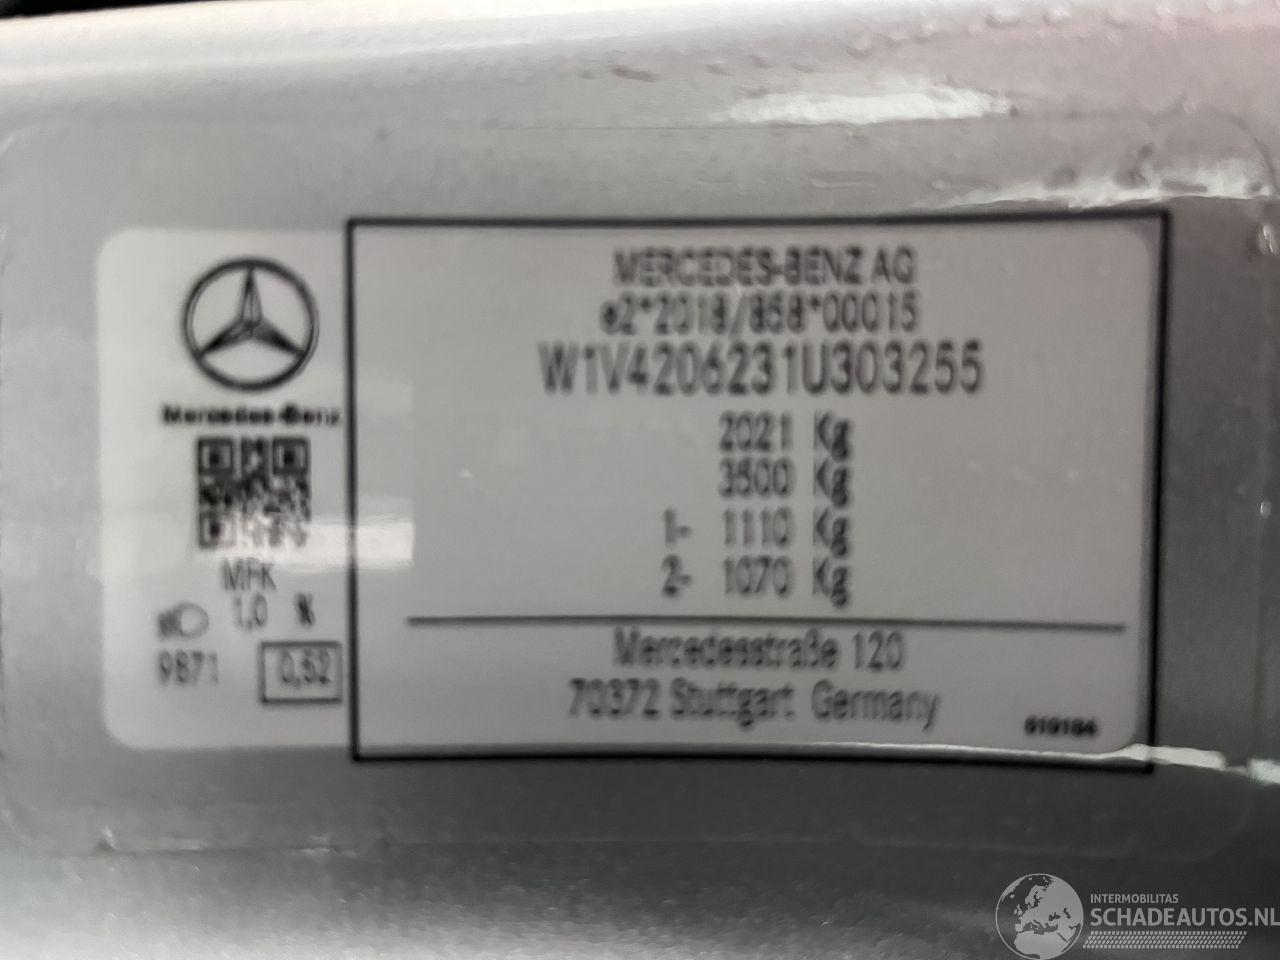 MERCEDES-BENZ AG
e2*2018/858*00015
W1V4206231U303255
2021 Kg
3500 Kg
1- 1110 Kg
2- 1070 Kg
Mercedesstraße 120
70372 Stuttgart Germany
Mercedes-Benz
MFK
1,0 %
9871 0,52
INTERMOBILITAS
SCHADEAUTOS.NL